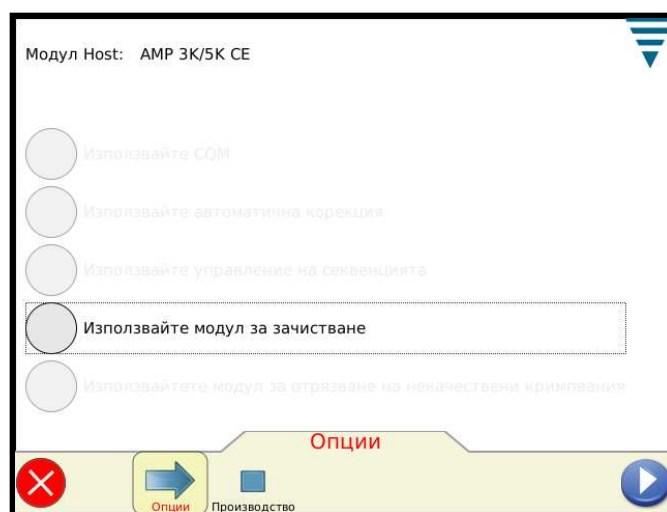 Модул Host: AMP 3K/5K CE
Използвайте CQM
Използвайте автоматична корекция
Използвайте управление на секвенцията
Използвайте модул за зачистване
Използвайтете модул за отрязване на некачествени кримпвания
Опции
Опции Производство